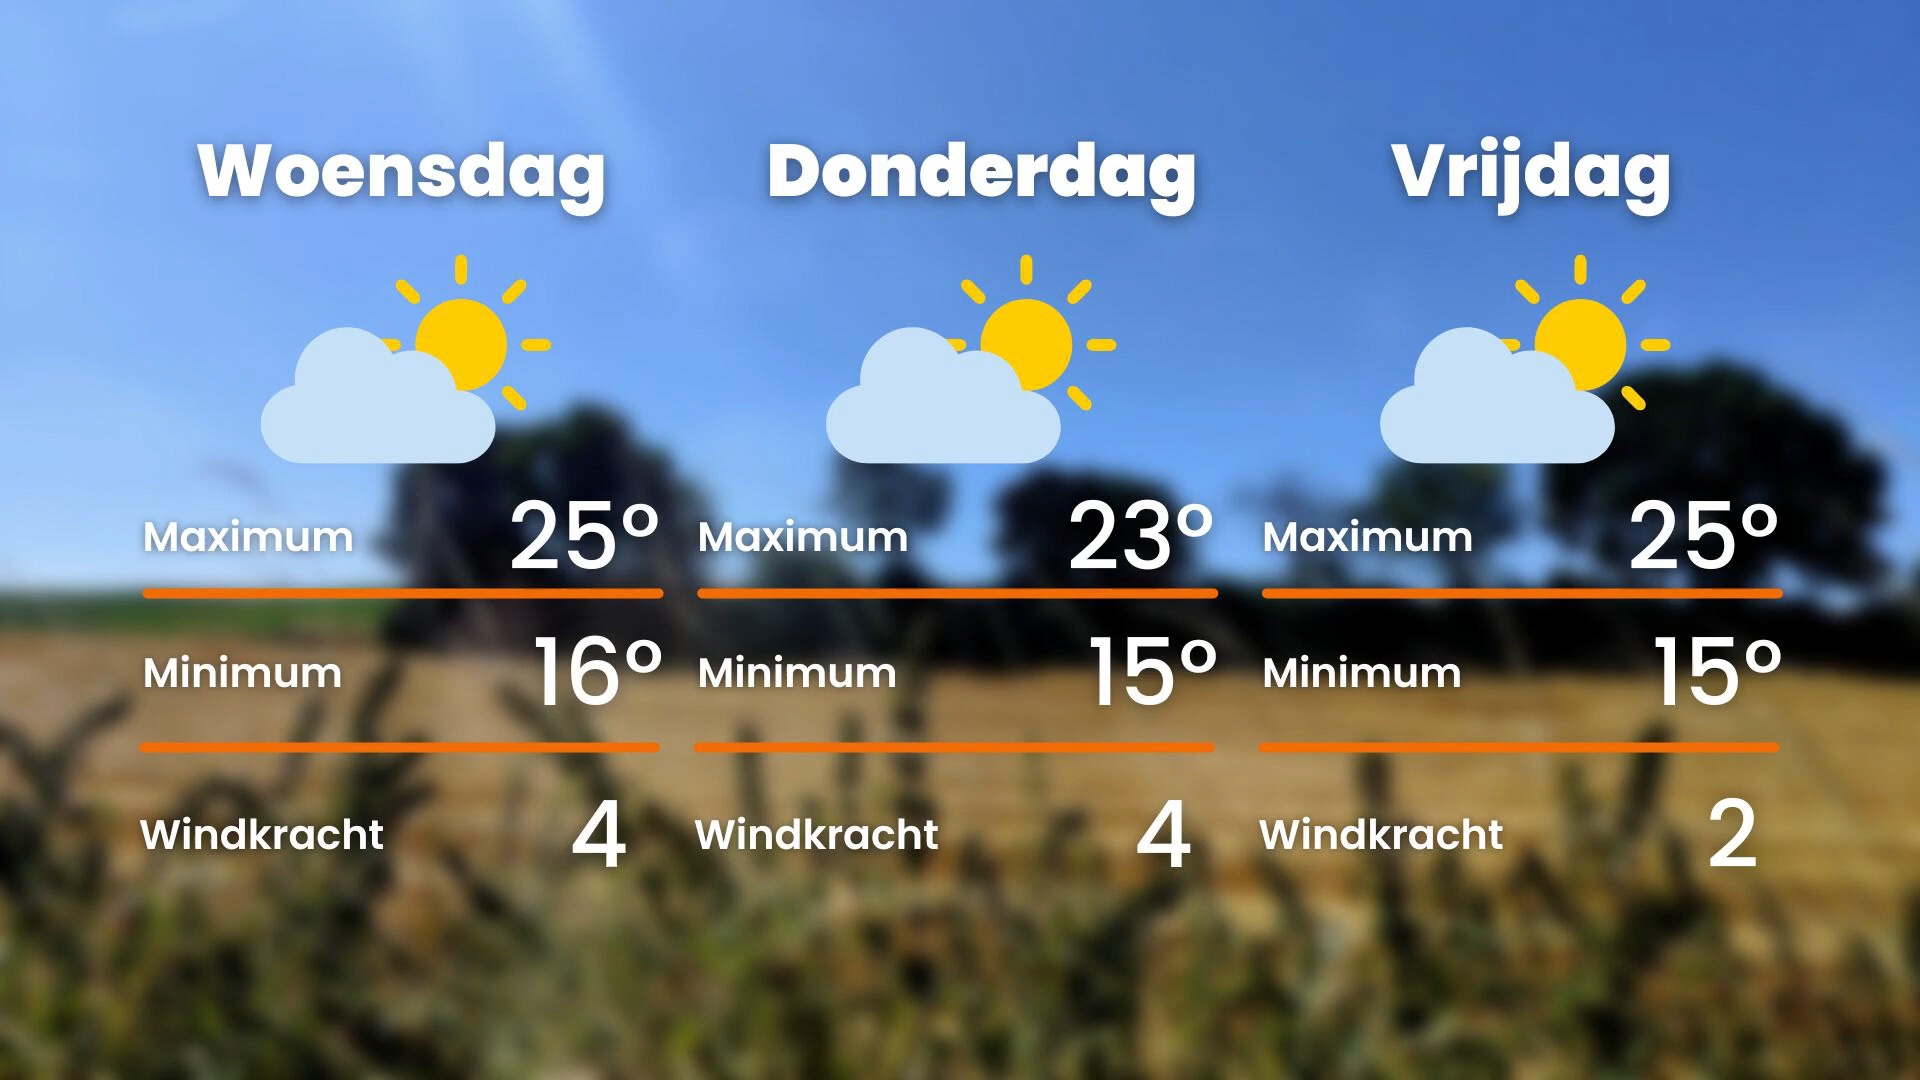 Woensdag
Maximum 25°
Minimum 16°
Windkracht 4
Donderdag
Maximum 23°
Minimum 15°
Windkracht 4
Vrijdag
Maximum 25°
Minimum 15°
Windkracht 2